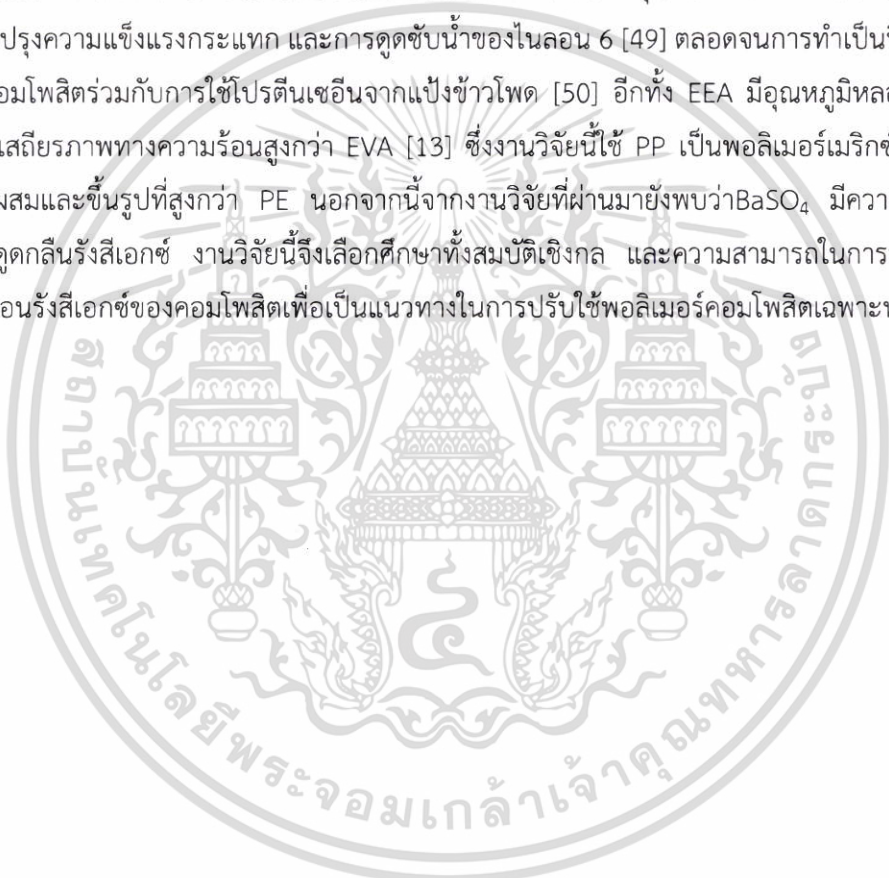 ปรุงความแข็งแรงกระแทก และการดูดซับน้ำของไนลอน 6 [49] ตลอดจนการทำเป็น
อมโพสิตร่วมกับการใช้โปรตีนเซอีนจากแป้งข้าวโพด [50] อีกทั้ง EEA มีอุณหภูมิหล
เสถียรภาพทางความร้อนสูงกว่า EVA [13] ซึ่งงานวิจัยนี้ใช้ PP เป็นพอลิเมอร์เมริกซ์
ผสมและขึ้นรูปที่สูงกว่า PE นอกจากนี้จากงานวิจัยที่ผ่านมายังพบว่าBaSO₄ มีควา
ดูดกลืนรังสีเอกซ์ งานวิจัยนี้จึงเลือกศึกษาทั้งสมบัติเชิงกล และความสามารถในการ
อนรังสีเอกซ์ของคอมโพสิตเพื่อเป็นแนวทางในการปรับใช้พอลิเมอร์คอมโพสิตเฉพาะ
สถาบันเทคโนโลยีพระจอมเกล้าเจ้าคุณทหารลาดกระบัง